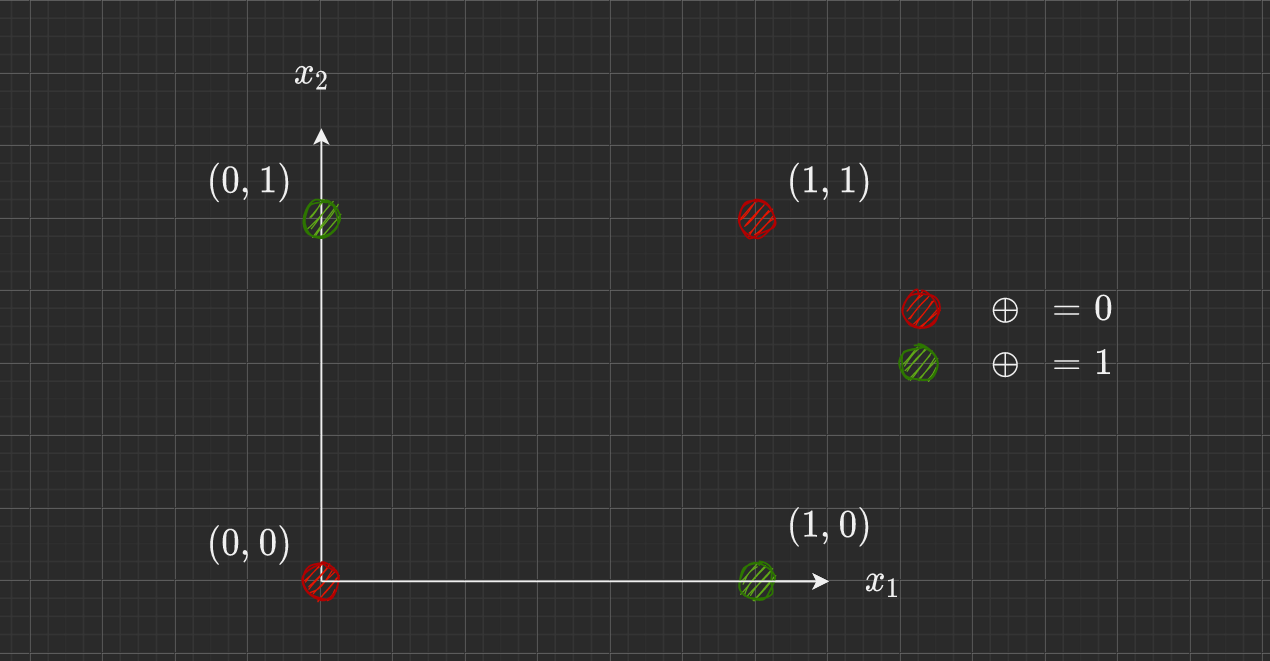 x₂
(0, 1)
(1, 1)
⊕ = 0
⊕ = 1
(0, 0)
(1, 0)
x₁